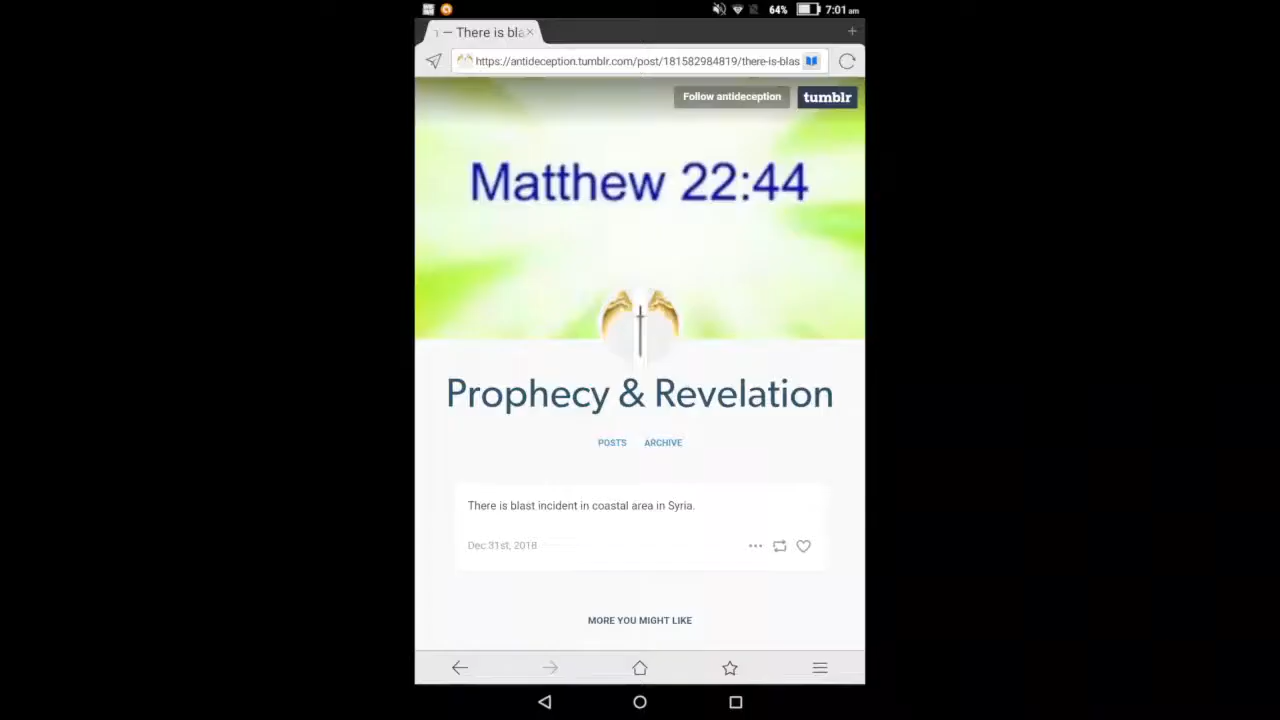 64% 7:01 am
— There is bla
https://antideception.tumblr.com/post/181582984819/there-is-blas
Follow antideception tumblr
Matthew 22:44
Prophecy & Revelation
POSTS ARCHIVE
There is blast incident in coastal area in Syria.
Dec 31st, 2018
MORE YOU MIGHT LIKE